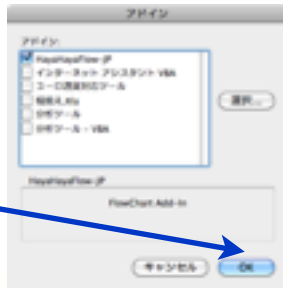 アドイン
アドイン:
HayaHayaFlow-JP
インターネット アシスタント VBA
ユーロ通貨対応ツール
分析ツール
分析ツール - VBA
選択...
HayaHayaFlow-JP
FlowChart Add-In
キャンセル
OK